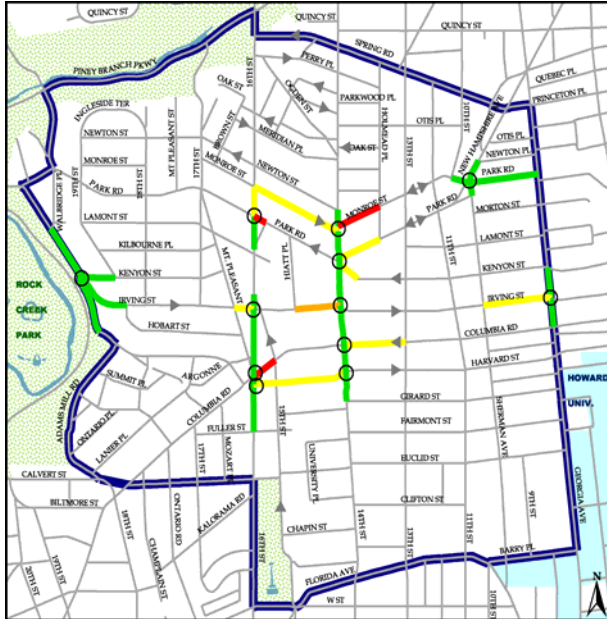 QUINCY ST
QUINCY ST
QUINCY ST
SPRING RD
PERRY PL
PINEY BRANCH PKWY
16TH ST
QUEBEC PL
PRINCETON PL
OAK ST
OGDEN ST
PARKWOOD PL
10TH ST
NEW HAMPSHIRE AVE
INGLESIDE TER
BROWN ST
MERIDIAN PL
HOLMEAD PL
OTIS PL
OTIS PL
NEWTON ST
MT PLEASANT ST
OAK ST
13TH ST
NEWTON PL
MONROE ST
17TH ST
MONROE ST
NEWTON ST
PARK RD
WALBRIDGE PL
19TH ST
18TH ST
PARK RD
MONROE ST
PARK RD
MORTON ST
LAMONT ST
PARK RD
11TH ST
LAMONT ST
KILBOURNE PL
MT. PLEASANT
HIATT PL
KENYON ST
KENYON ST
ROCK
CREEK
PARK
IRVING ST
IRVING ST
HOBART ST
COLUMBIA RD
HARVARD ST
ARGONNE
SUMMIT PL
HOWARD
UNIV.
ADAMS MILL RD
COLUMBIA RD
GIRARD ST
SHERMAN AVE
ONTARIO PL
LANIER PL
FULLER ST
15TH ST
FAIRMONT ST
17TH ST
MOZART PL
UNIVERSITY PL
EUCLID ST
CALVERT ST
GEORGIA AVE
BILTMORE ST
18TH ST
ONTARIO RD
KALORAMA RD
CLIFTON ST
9TH ST
14TH ST
13TH ST
11TH ST
CHAPIN ST
16TH ST
BARRY PL
20TH ST
19TH ST
CHAMPLAIN ST
FLORIDA AVE
W ST
10TH ST
N